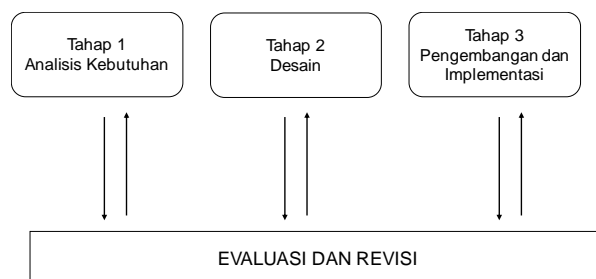 Tahap 1
Analisis Kebutuhan
Tahap 2
Desain
Tahap 3
Pengembangan dan
Implementasi
EVALUASI DAN REVISI